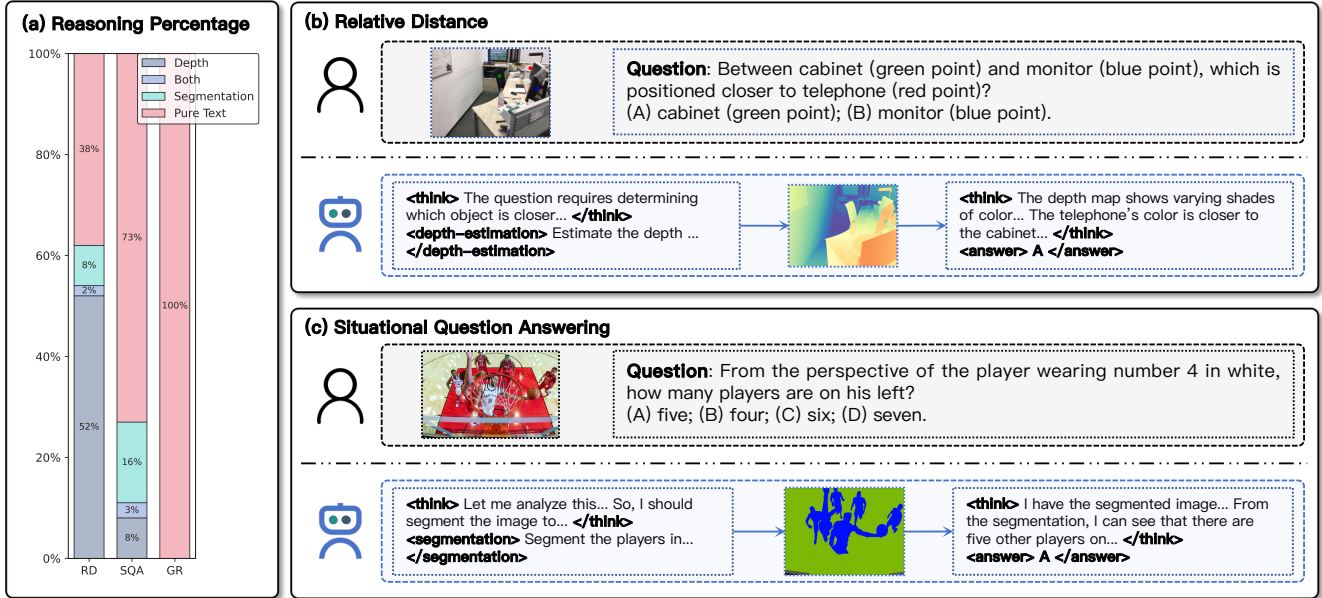 (a) Reasoning Percentage
100%
80%
60%
40%
20%
0%
Depth
Both
Segmentation
Pure Text
38%
8%
2%
52%
73%
16%
3%
8%
100%
RD SQA GR
(b) Relative Distance
Question: Between cabinet (green point) and monitor (blue point), which is
positioned closer to telephone (red point)?
(A) cabinet (green point); (B) monitor (blue point).
<think> The question requires determining
which object is closer... </think>
<depth-estimation> Estimate the depth ...
</depth-estimation>
<think> The depth map shows varying shades
of color... The telephone's color is closer to
the cabinet... </think>
<answer> A </answer>
(c) Situational Question Answering
Question: From the perspective of the player wearing number 4 in white,
how many players are on his left?
(A) five; (B) four; (C) six; (D) seven.
<think> Let me analyze this... So, I should
segment the image to... </think>
<segmentation> Segment the players in...
</segmentation>
<think> I have the segmented image... From
the segmentation, I can see that there are
five other players on... </think>
<answer> A </answer>